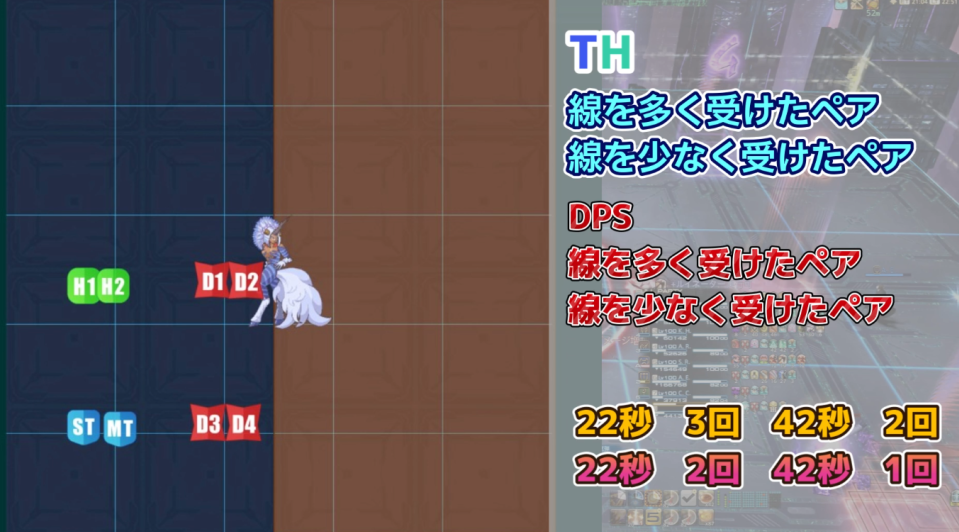 TH
線を多く受けたペア
線を少なく受けたペア
DPS
線を多く受けたペア
線を少なく受けたペア
H1 H2 D1 D2
ST MT D3 D4
22秒 3回 42秒 2回
22秒 2回 42秒 1回